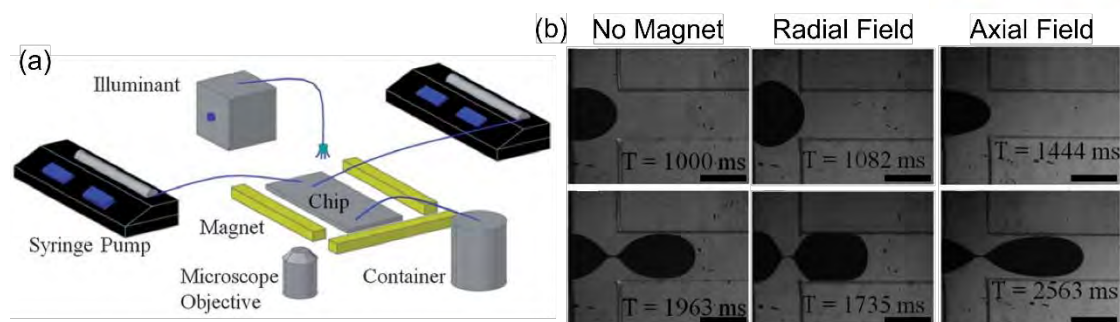 (a)
Illuminant
Syringe Pump
Chip
Magnet
Microscope
Objective
Container
(b)
No Magnet
Radial Field
Axial Field
T = 1000 ms
T = 1082 ms
T = 1444 ms
T = 1963 ms
T = 1735 ms
T = 2563 ms